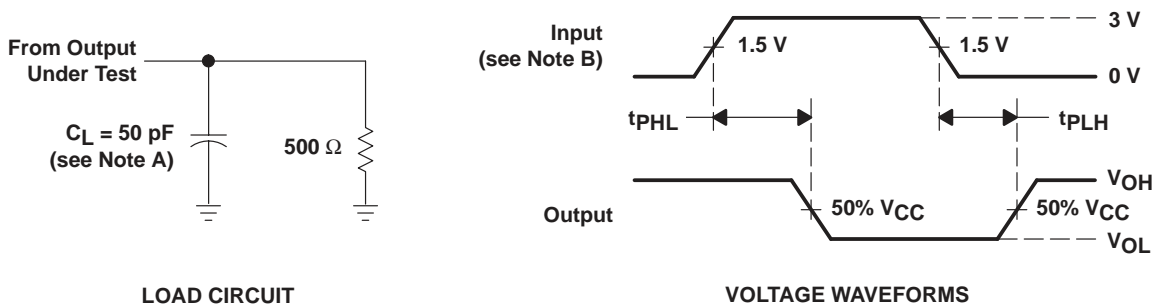 From Output
Under Test
CL = 50 pF
(see Note A)
500 Ω
LOAD CIRCUIT
Input
(see Note B)
1.5 V
1.5 V
3 V
0 V
tPHL
tPLH
Output
50% VCC
VOH
50% VCC
VOL
VOLTAGE WAVEFORMS